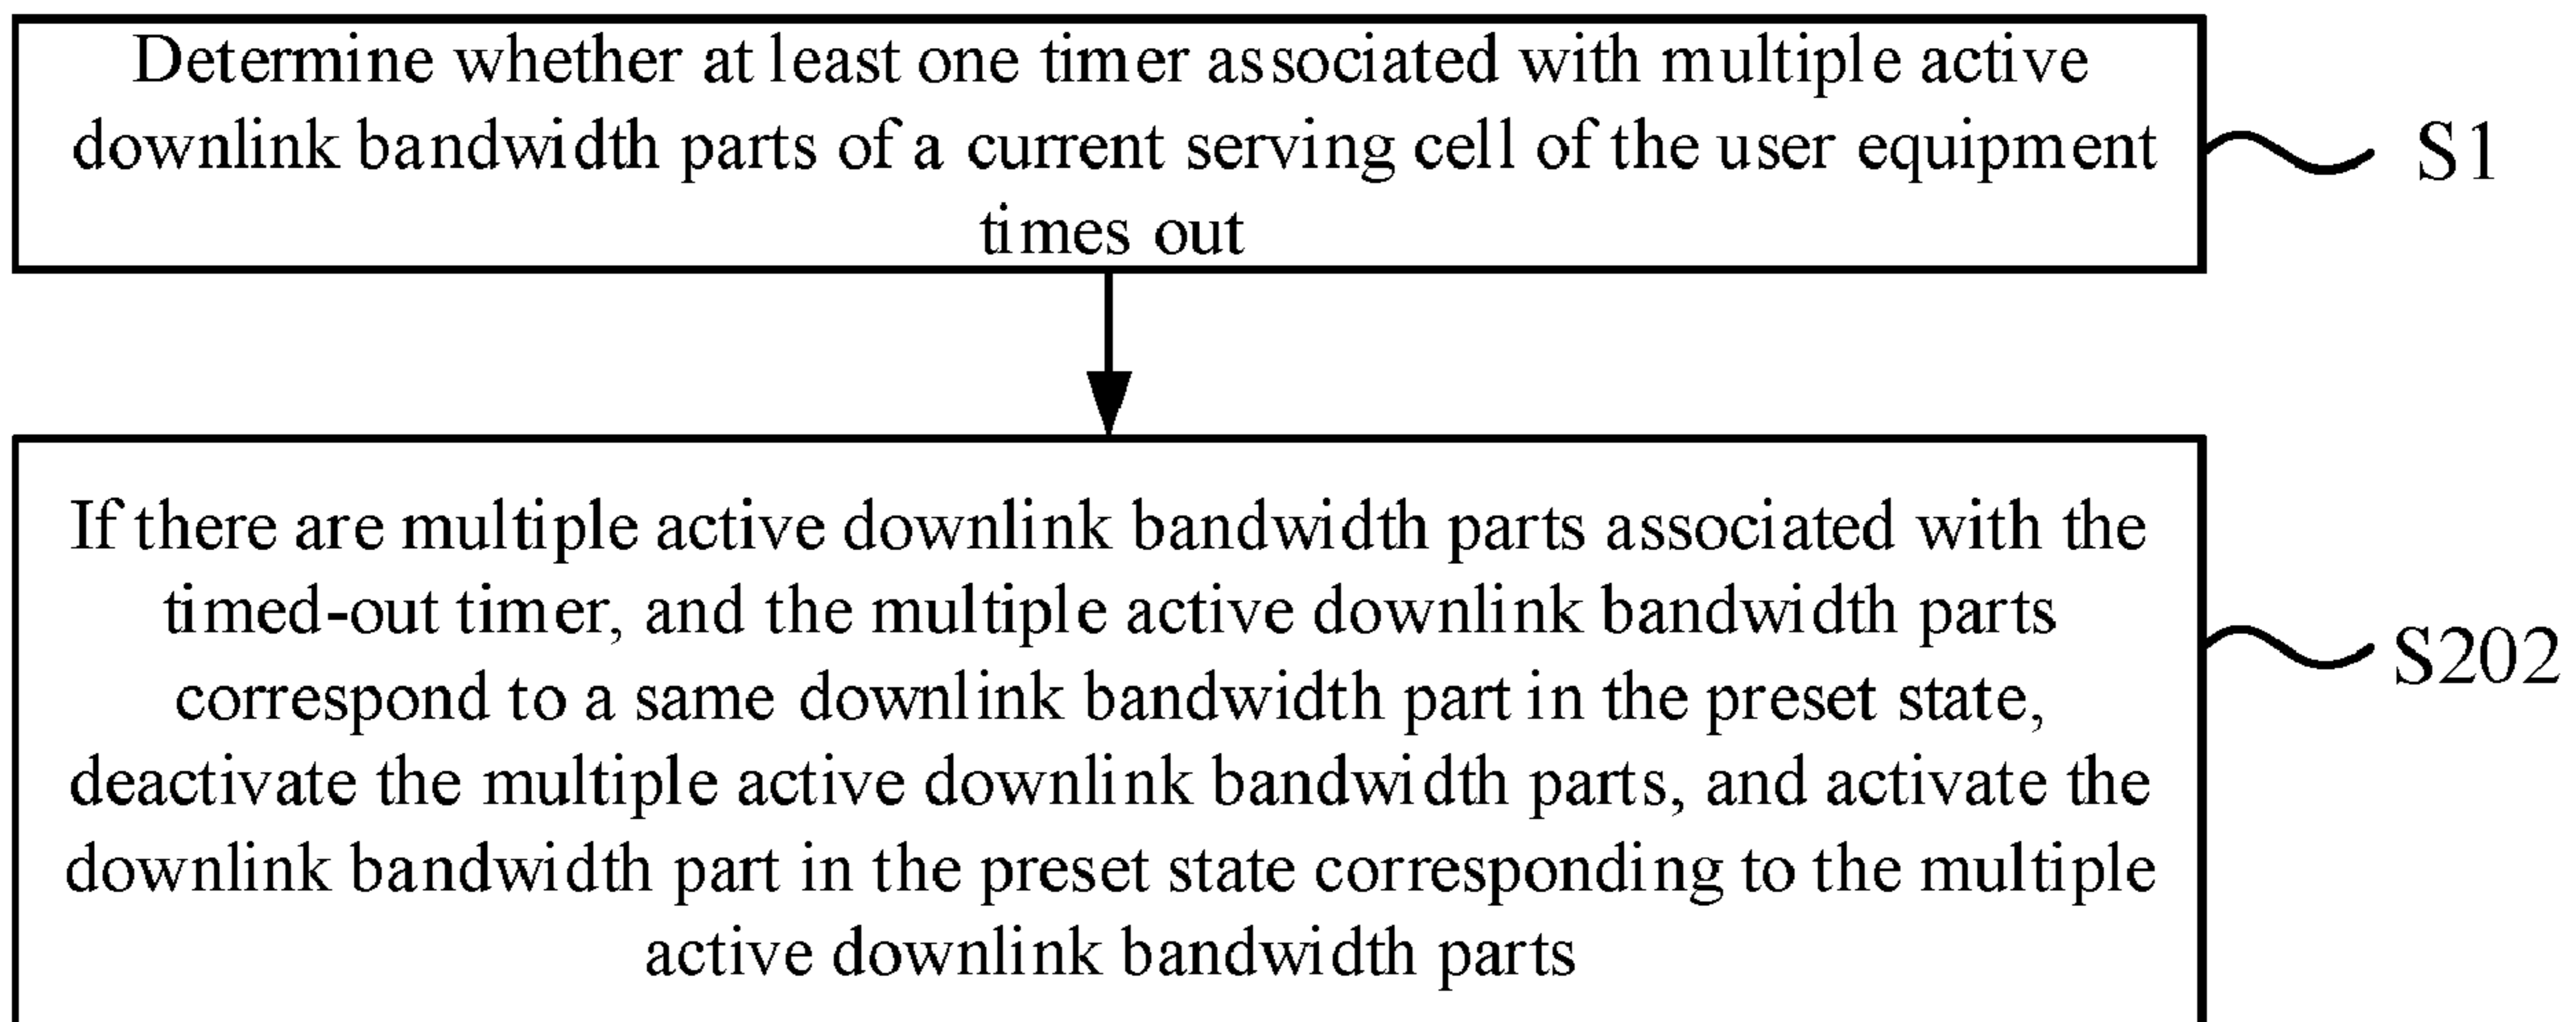 Determine whether at least one timer associated with multiple active
downlink bandwidth parts of a current serving cell of the user equipment
times out
S1
If there are multiple active downlink bandwidth parts associated with the
timed-out timer, and the multiple active downlink bandwidth parts
correspond to a same downlink bandwidth part in the preset state,
deactivate the multiple active downlink bandwidth parts, and activate the
downlink bandwidth part in the preset state corresponding to the multiple
active downlink bandwidth parts
S202